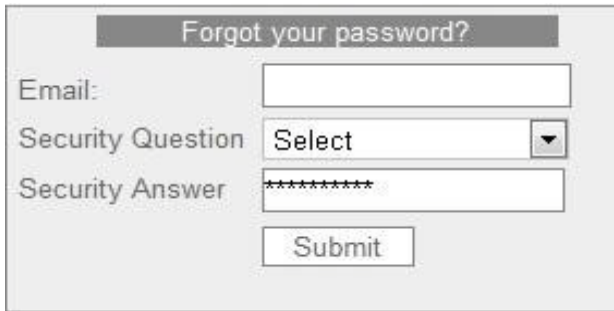 Forgot your password?
Email:
Security Question Select
Security Answer **********
Submit